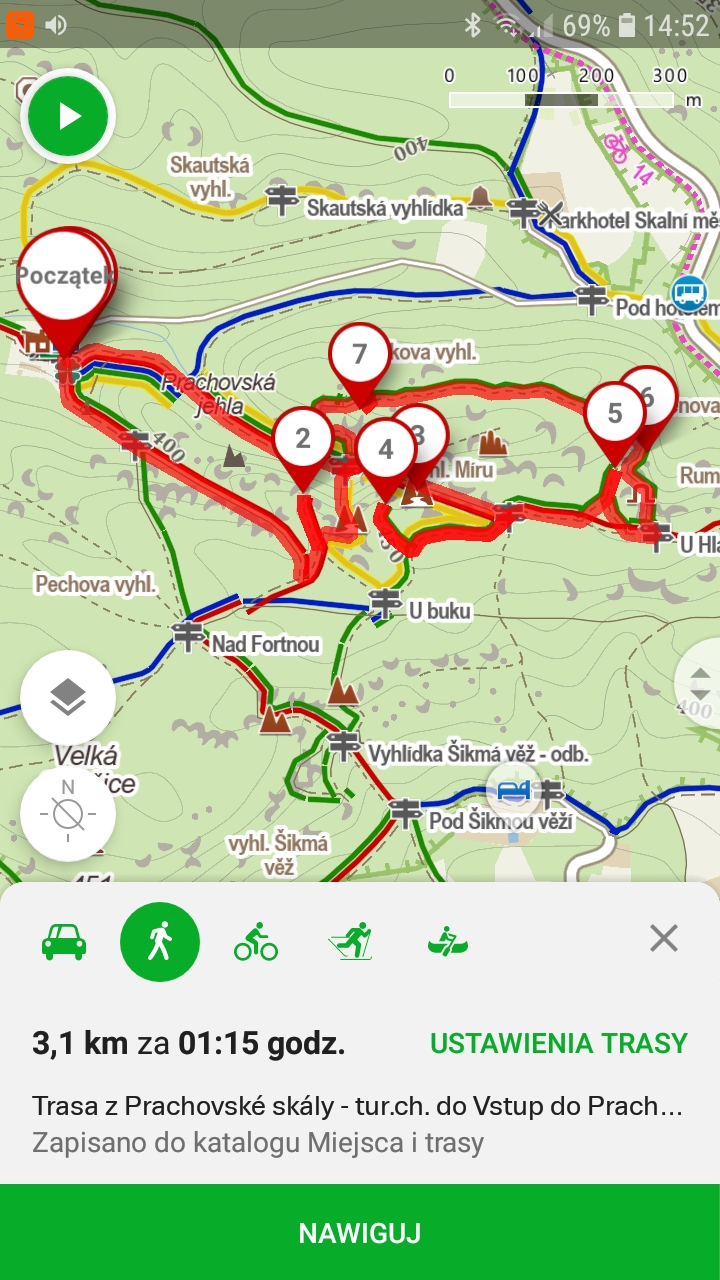 69% 14:52
0 100 200 300
m
400
14
Skautská
vyhl.
Skautská vyhlídka
Parkhotel Skalní mě
Początek
Pod hotelem
7
kova vyhl.
Prachovská
jehla
6
5
nova
2
3
4
hl. Míru
400
Rum
U Hla
Pechova vyhl.
U buku
Nad Fortnou
400
Velká
ice
N
Vyhlídka Šikmá věž - odb.
Pod Šikmou věží
vyhl. Šikmá
věž
451
3,1 km za 01:15 godz.
USTAWIENIA TRASY
Trasa z Prachovské skály - tur.ch. do Vstup do Prach…
Zapisano do katalogu Miejsca i trasy
NAWIGUJ